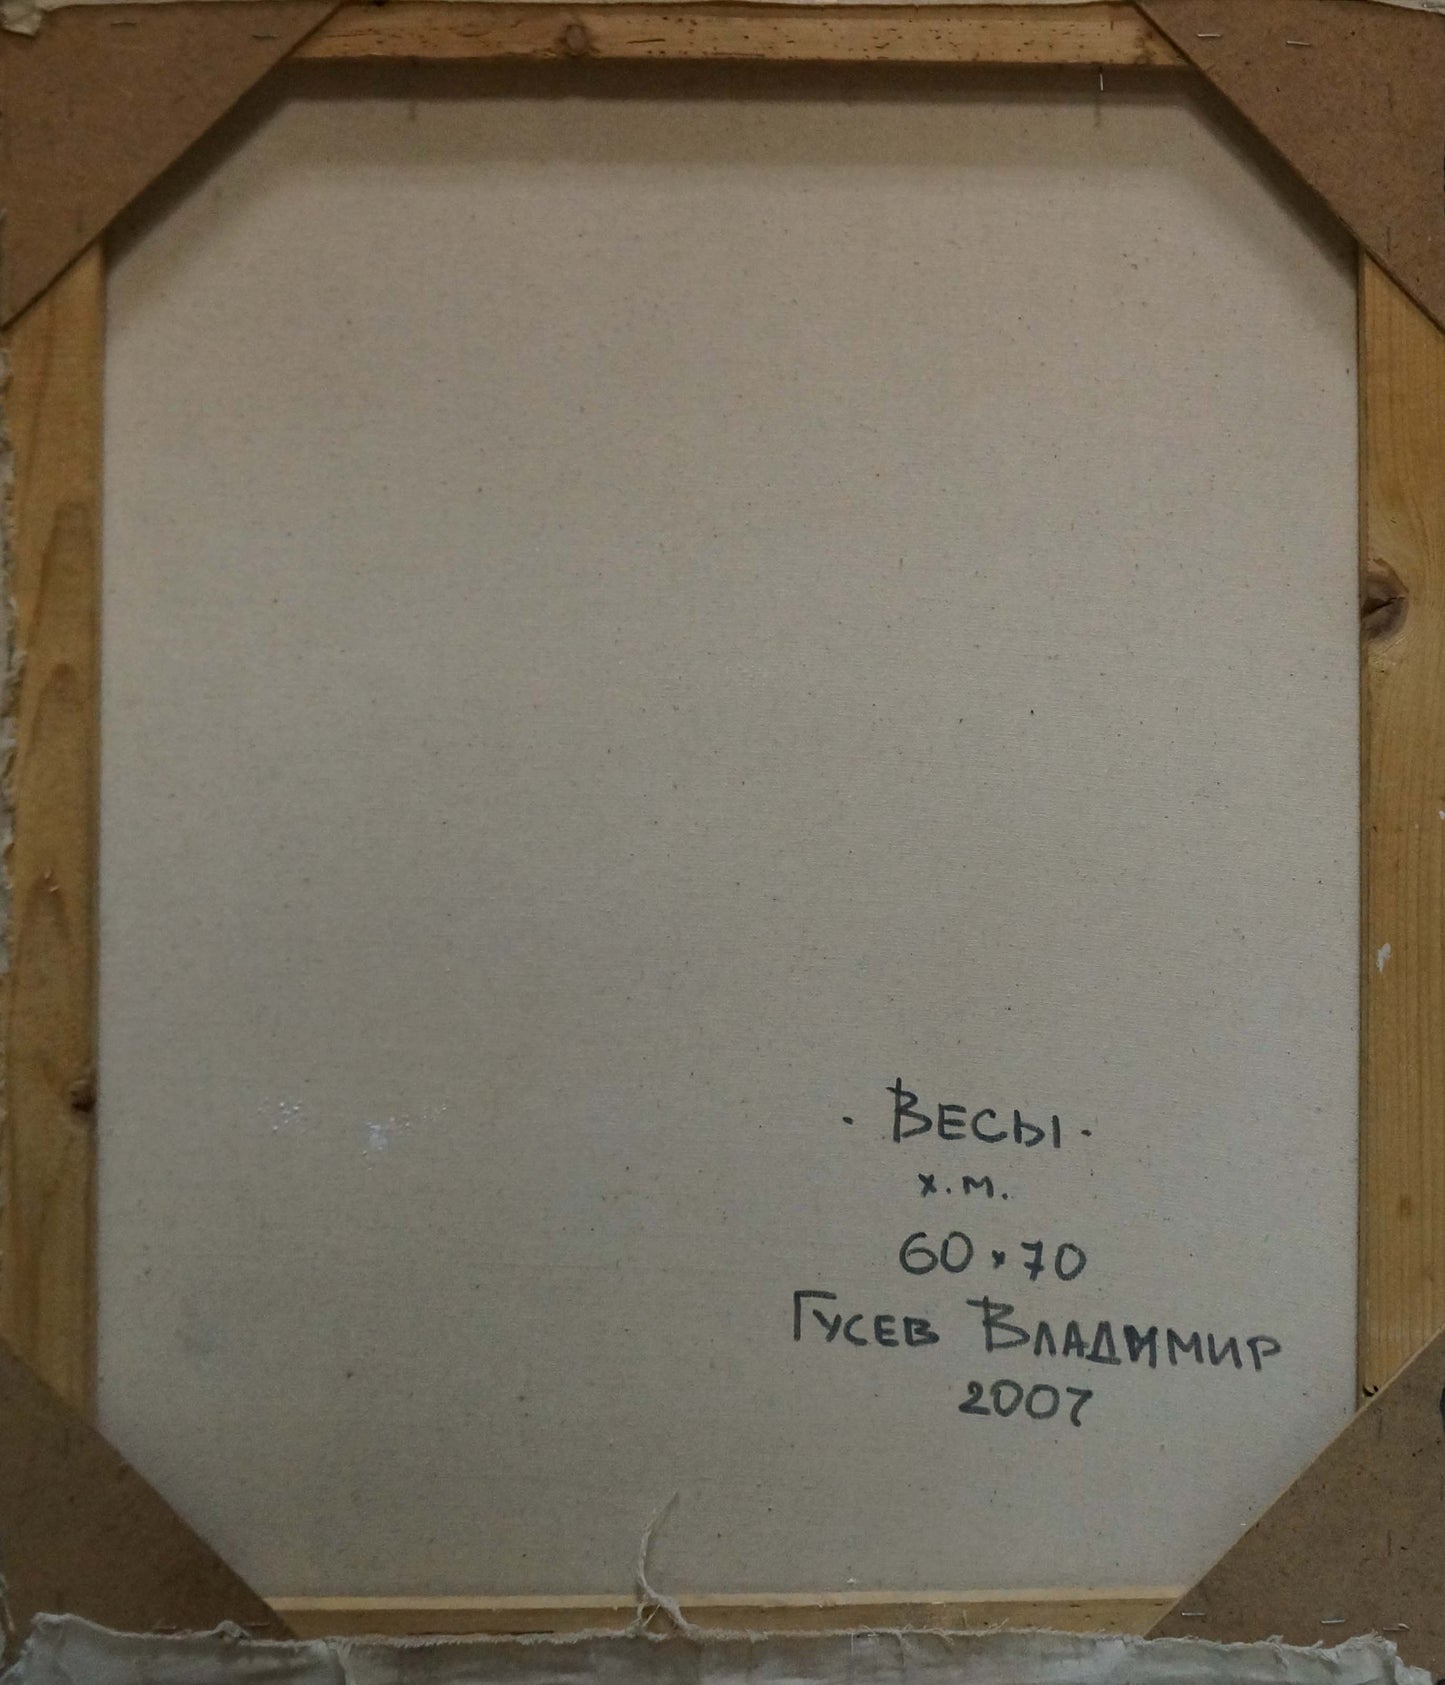 · Весы ·
х.м.
60×70
Гусев Владимир
2007